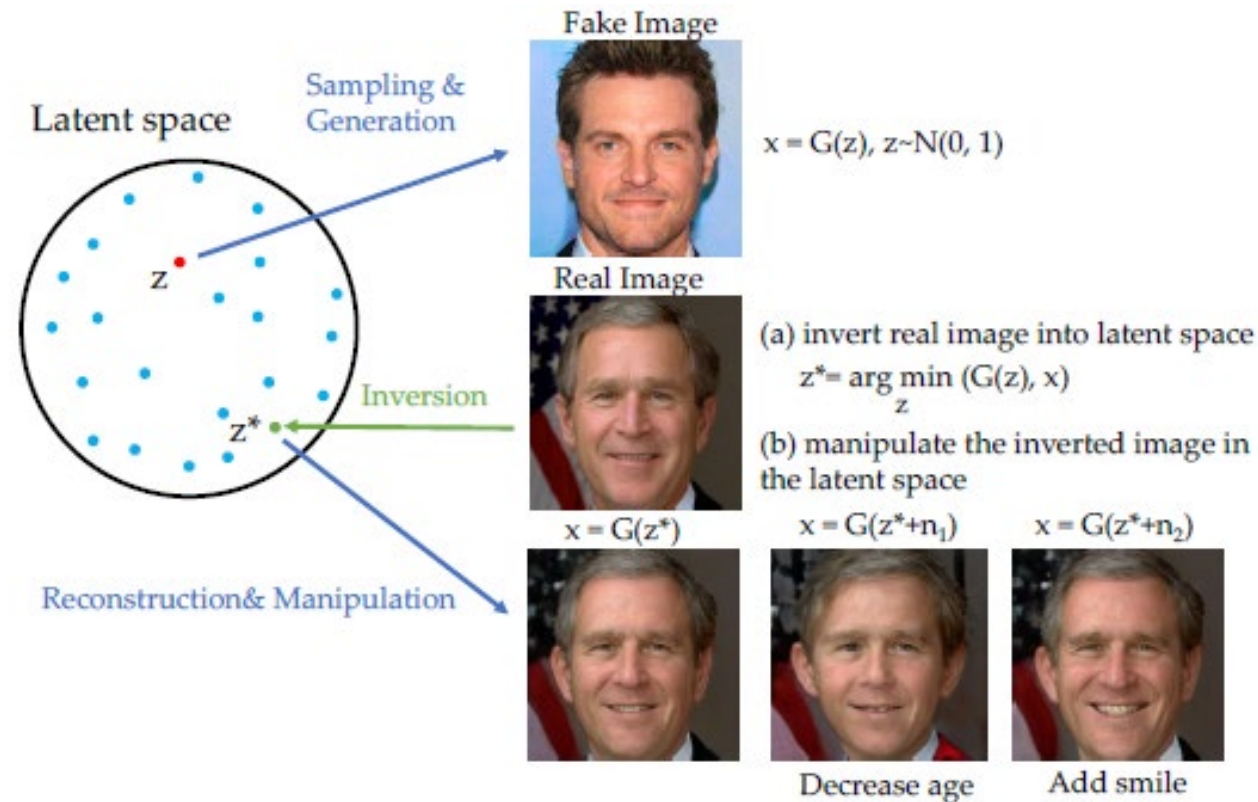 Fake Image
Sampling &
Generation
Latent space
x = G(z), z~N(0, 1)
z
Real Image
(a) invert real image into latent space
z*= arg min (G(z), x)
z
Inversion
z*
(b) manipulate the inverted image in
the latent space
x = G(z*)
x = G(z*+n₁)
x = G(z*+n₂)
Reconstruction& Manipulation
Decrease age
Add smile